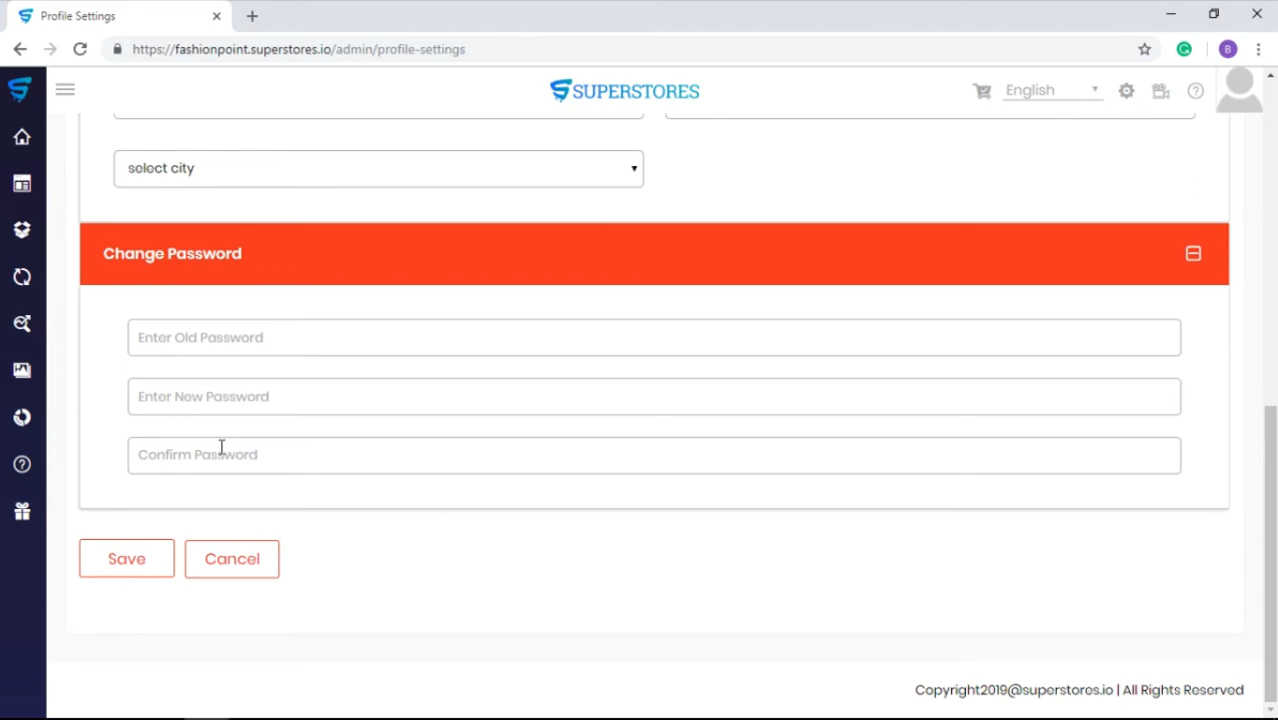 Profile Settings
https://fashionpoint.superstores.io/admin/profile-settings
B
SUPERSTORES
English
select city
Change Password
Enter Old Password
Enter New Password
Confirm Password
Save Cancel
Copyright2019@superstores.io | All Rights Reserved